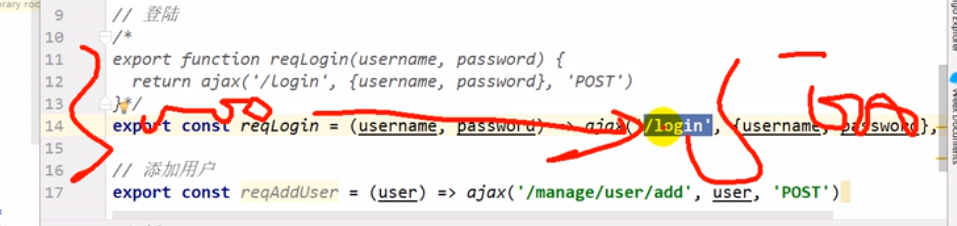 9 // 登陆
10 /*
11 export function reqLogin(username, password) {
12 return ajax('/login', {username, password}, 'POST')
13 }*/
14 export const reqLogin = (username, password) => ajax('/login', {username, password},
15
16 // 添加用户
17 export const reqAddUser = (user) => ajax('/manage/user/add', user, 'POST')